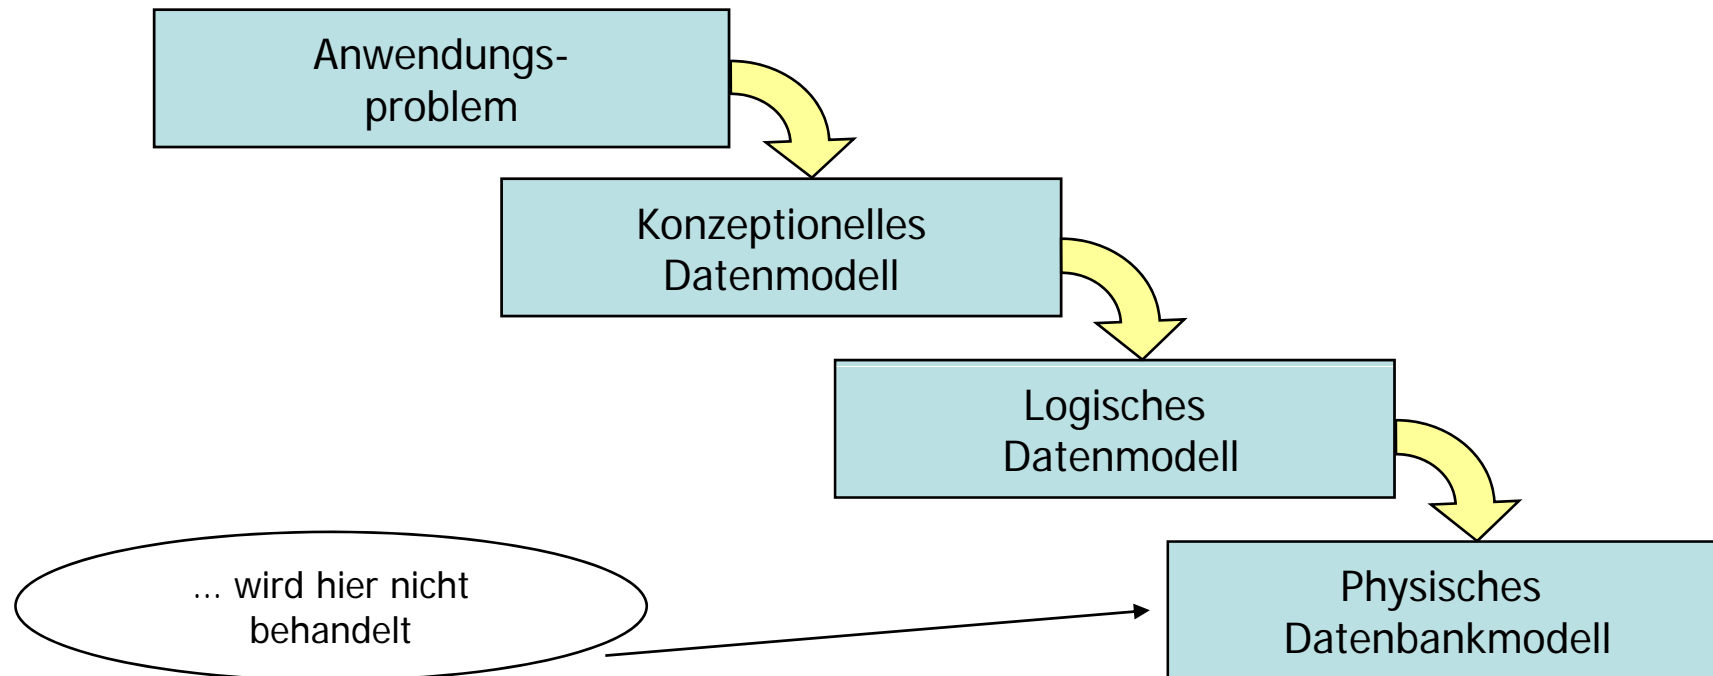 Anwendungs-
problem
Konzeptionelles
Datenmodell
Logisches
Datenmodell
... wird hier nicht
behandelt
Physisches
Datenbankmodell